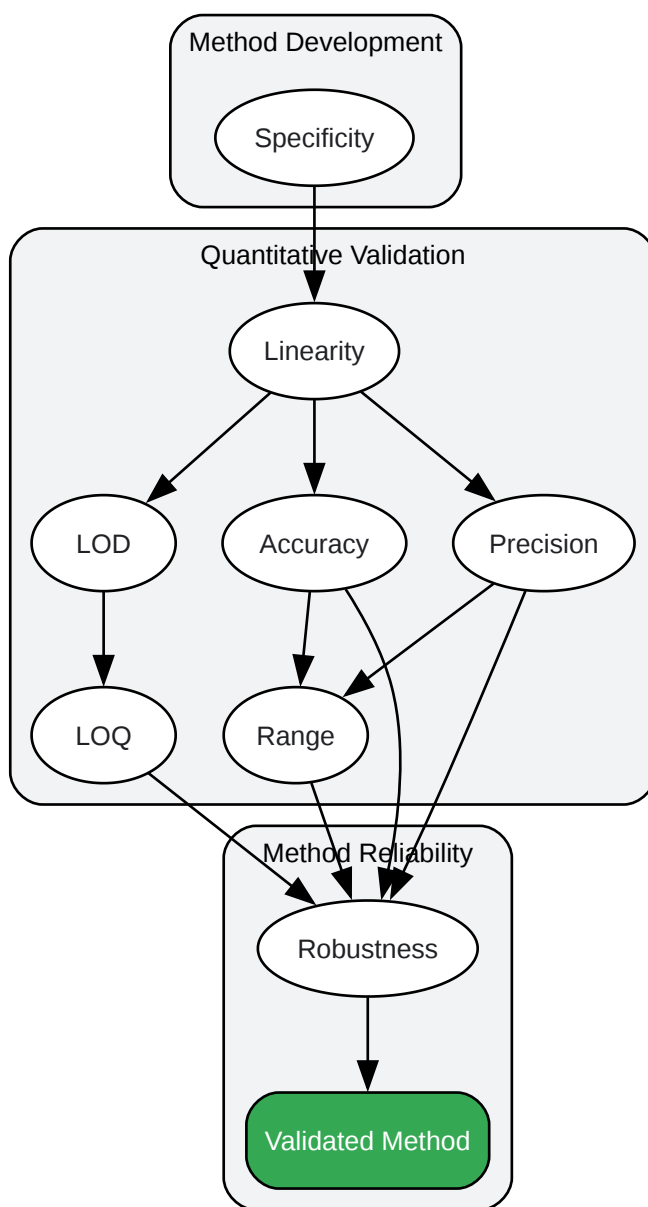 Method Development
Specificity
Quantitative Validation
Linearity
LOD
Accuracy
Precision
LOQ
Range
Method Reliability
Robustness
Validated Method